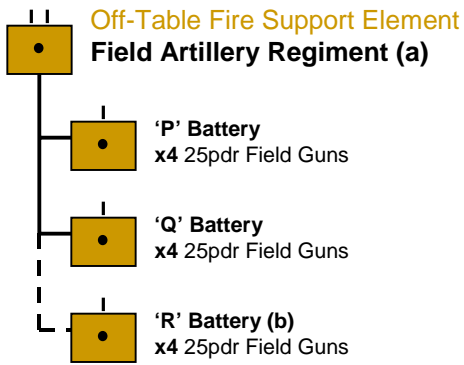 Off-Table Fire Support Element
Field Artillery Regiment (a)
‘P’ Battery
x4 25pdr Field Guns
‘Q’ Battery
x4 25pdr Field Guns
‘R’ Battery (b)
x4 25pdr Field Guns